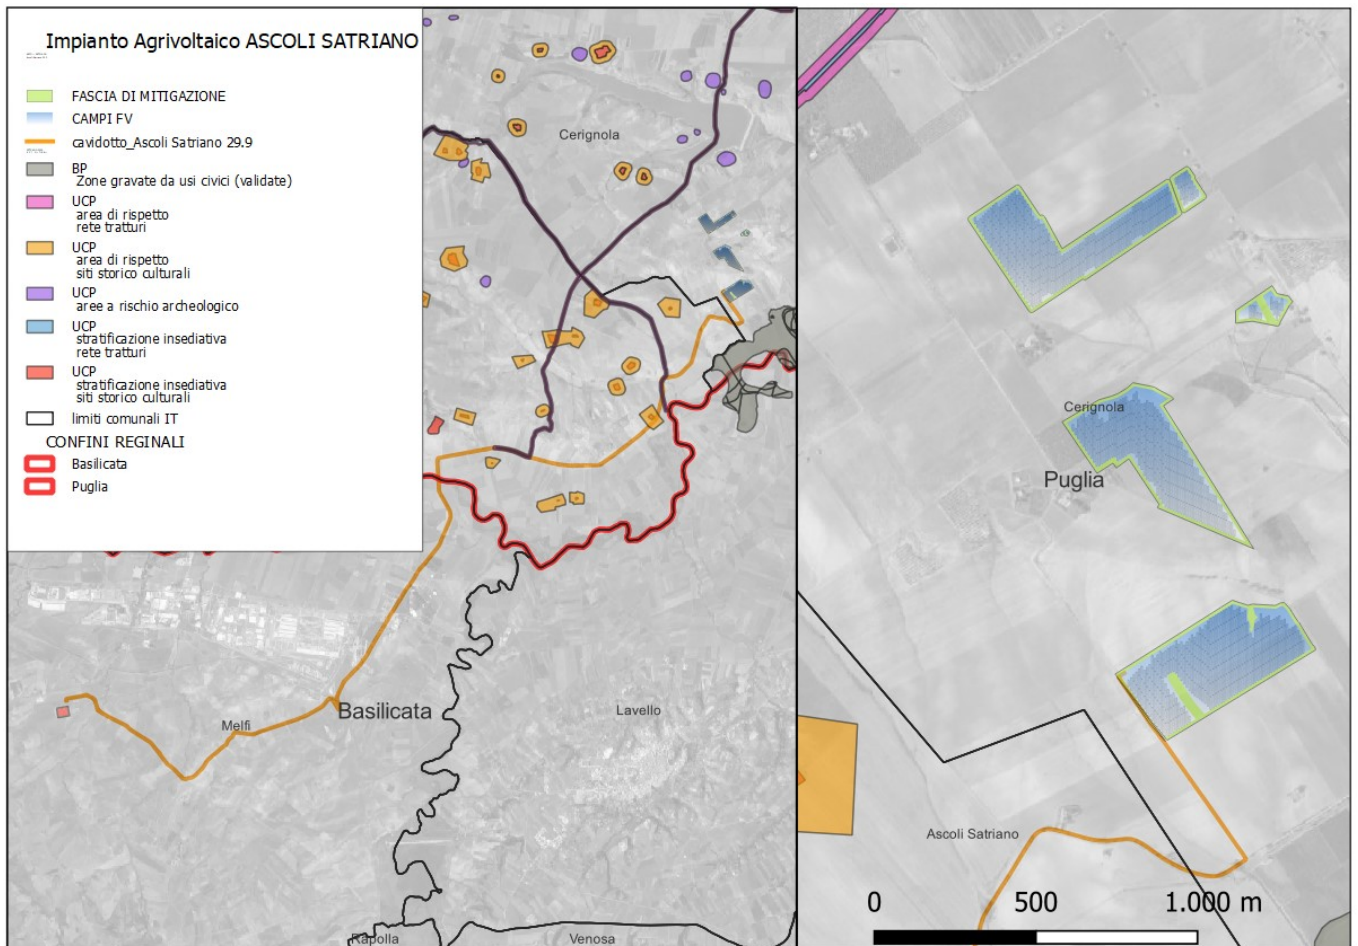 Impianto Agrivoltaico ASCOLI SATRIANO
FASCIA DI MITIGAZIONE
CAMPI FV
cavidotto_Ascoli Satriano 29.9
BP
Zone gravate da usi civici (validate)
UCP
area di rispetto
rete tratturi
UCP
area di rispetto
siti storico culturali
UCP
aree a rischio archeologico
UCP
stratificazione insediativa
rete tratturi
UCP
stratificazione insediativa
siti storico culturali
limiti comunali IT
CONFINI REGINALI
Basilicata
Puglia
Cerignola
Basilicata
Melfi
Lavello
Rapolla
Venosa
Cerignola
Puglia
Ascoli Satriano
0 500 1.000 m